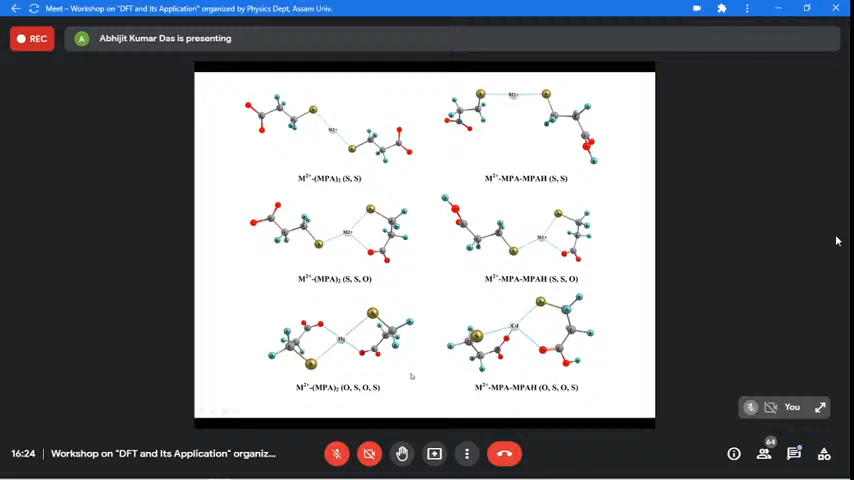 Meet – Workshop on "DFT and Its Application" organized by Physics Dept, Assam Univ.
REC
A
Abhijit Kumar Das is presenting
M2+
M2+
M²⁺-(MPA)₂ (S, S)
M²⁺-MPA-MPAH (S, S)
M2+
M2+
M²⁺-(MPA)₂ (S, S, O)
M²⁺-MPA-MPAH (S, S, O)
Hg
Cd
M²⁺-(MPA)₂ (O, S, O, S)
M²⁺-MPA-MPAH (O, S, O, S)
You
16:24
Workshop on "DFT and Its Application" organiz...
64